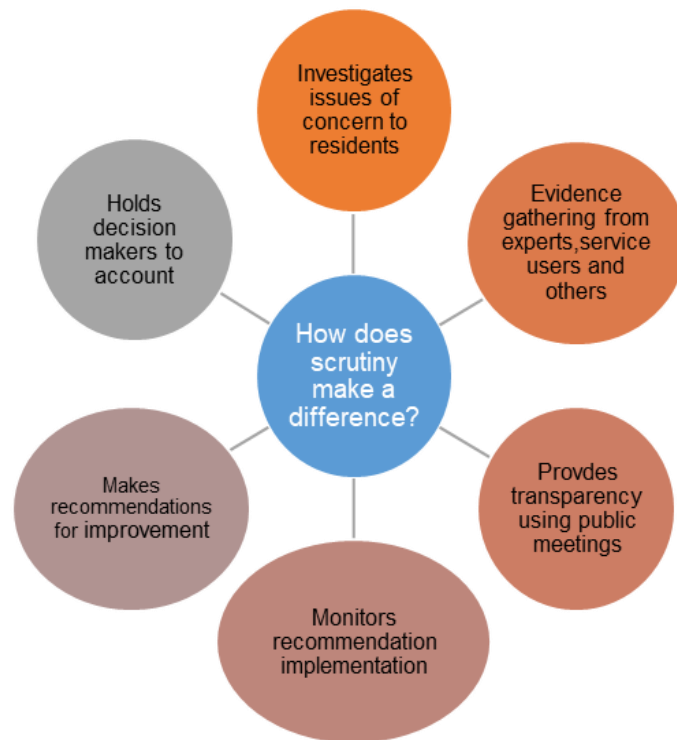 Investigates
issues of
concern to
residents
Evidence
gathering from
experts,service
users and
others
Provdes
transparency
using public
meetings
Monitors
recommendation
implementation
Makes
recommendations
for improvement
Holds
decision
makers to
account
How does
scrutiny
make a
difference?